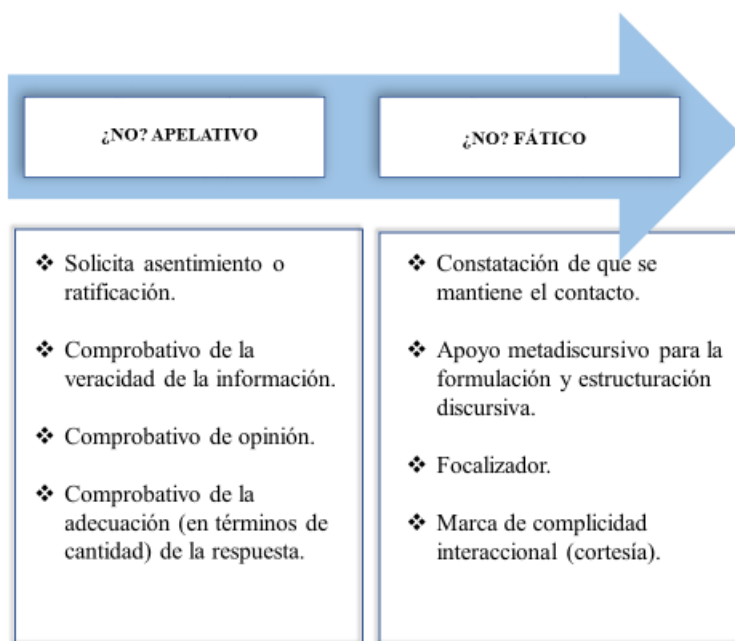 ¿NO? APELATIVO
¿NO? FÁTICO
❖ Solicita asentimiento o
ratificación.
❖ Comprobativo de la
veracidad de la información.
❖ Comprobativo de opinión.
❖ Comprobativo de la
adecuación (en términos de
cantidad) de la respuesta.
❖ Constatación de que se
mantiene el contacto.
❖ Apoyo metadiscursivo para la
formulación y estructuración
discursiva.
❖ Focalizador.
❖ Marca de complicidad
interaccional (cortesía).